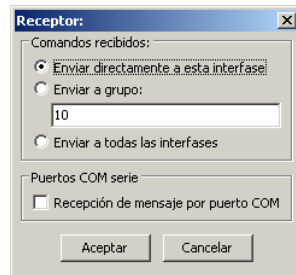 Receptor:
Comandos recibidos:
Enviar directamente a esta interfase
Enviar a grupo:
10
Enviar a todas las interfases
Puertos COM serie
Recepción de mensaje por puerto COM
Aceptar Cancelar